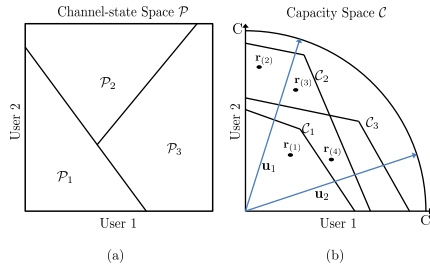 Channel-state Space 𝒫
Capacity Space 𝒞
C
𝒫₂
𝒫₃
𝒫₁
User 2
User 1
(a)
r₍₂₎
r₍₃₎
𝒞₂
𝒞₁
𝒞₃
r₍₁₎
r₍₄₎
u₁
u₂
User 2
User 1
C
(b)